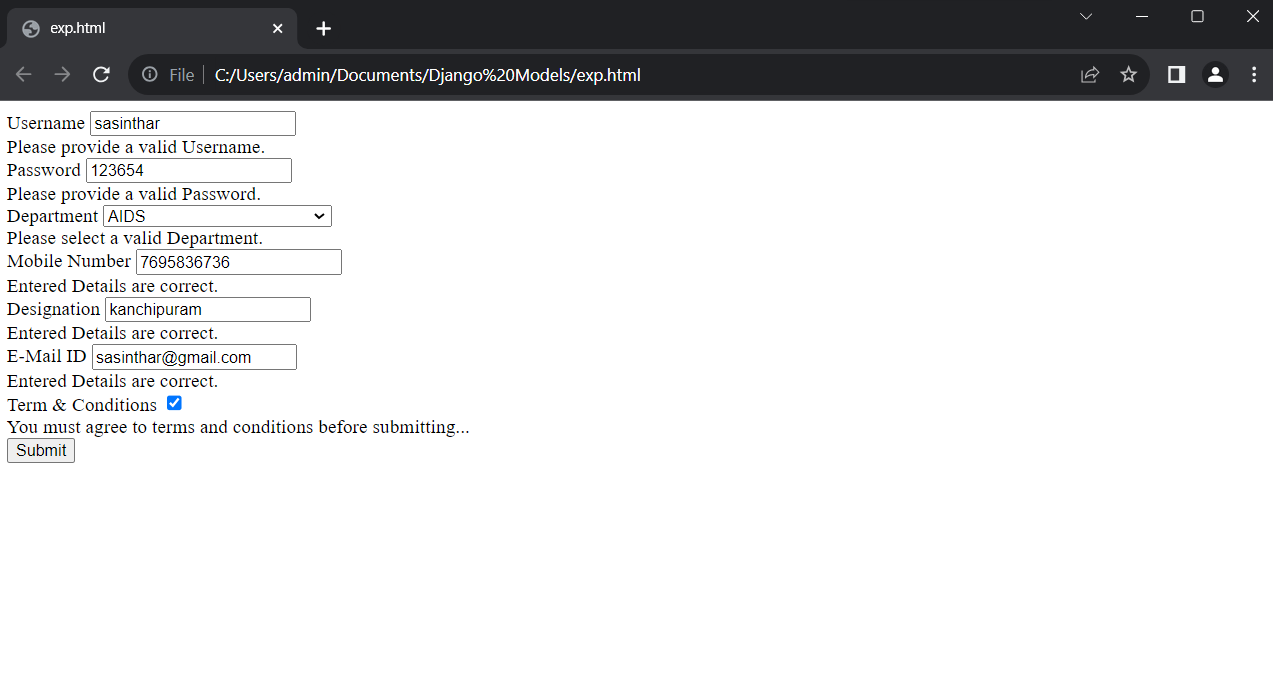 exp.html
File C:/Users/admin/Documents/Django%20Models/exp.html
Username sasinthar
Please provide a valid Username.
Password 123654
Please provide a valid Password.
Department AIDS
Please select a valid Department.
Mobile Number 7695836736
Entered Details are correct.
Designation kanchipuram
Entered Details are correct.
E-Mail ID sasinthar@gmail.com
Entered Details are correct.
Term & Conditions
You must agree to terms and conditions before submitting...
Submit